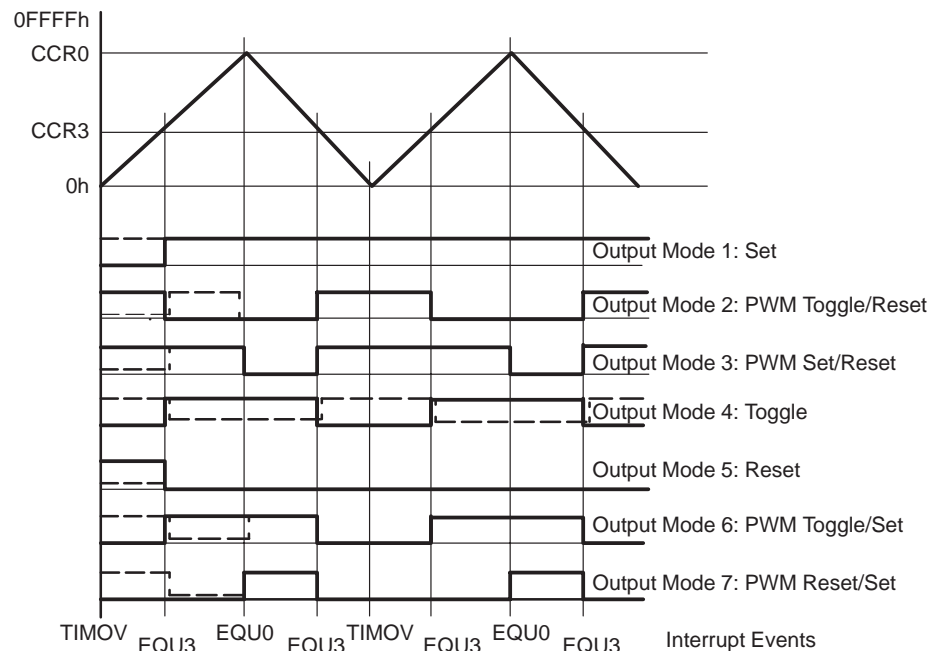 0FFFFh
CCR0
CCR3
0h
Output Mode 1: Set
Output Mode 2: PWM Toggle/Reset
Output Mode 3: PWM Set/Reset
Output Mode 4: Toggle
Output Mode 5: Reset
Output Mode 6: PWM Toggle/Set
Output Mode 7: PWM Reset/Set
TIMOV EQU3 EQU0 EQU3 TIMOV EQU3 EQU0 EQU3 Interrupt Events